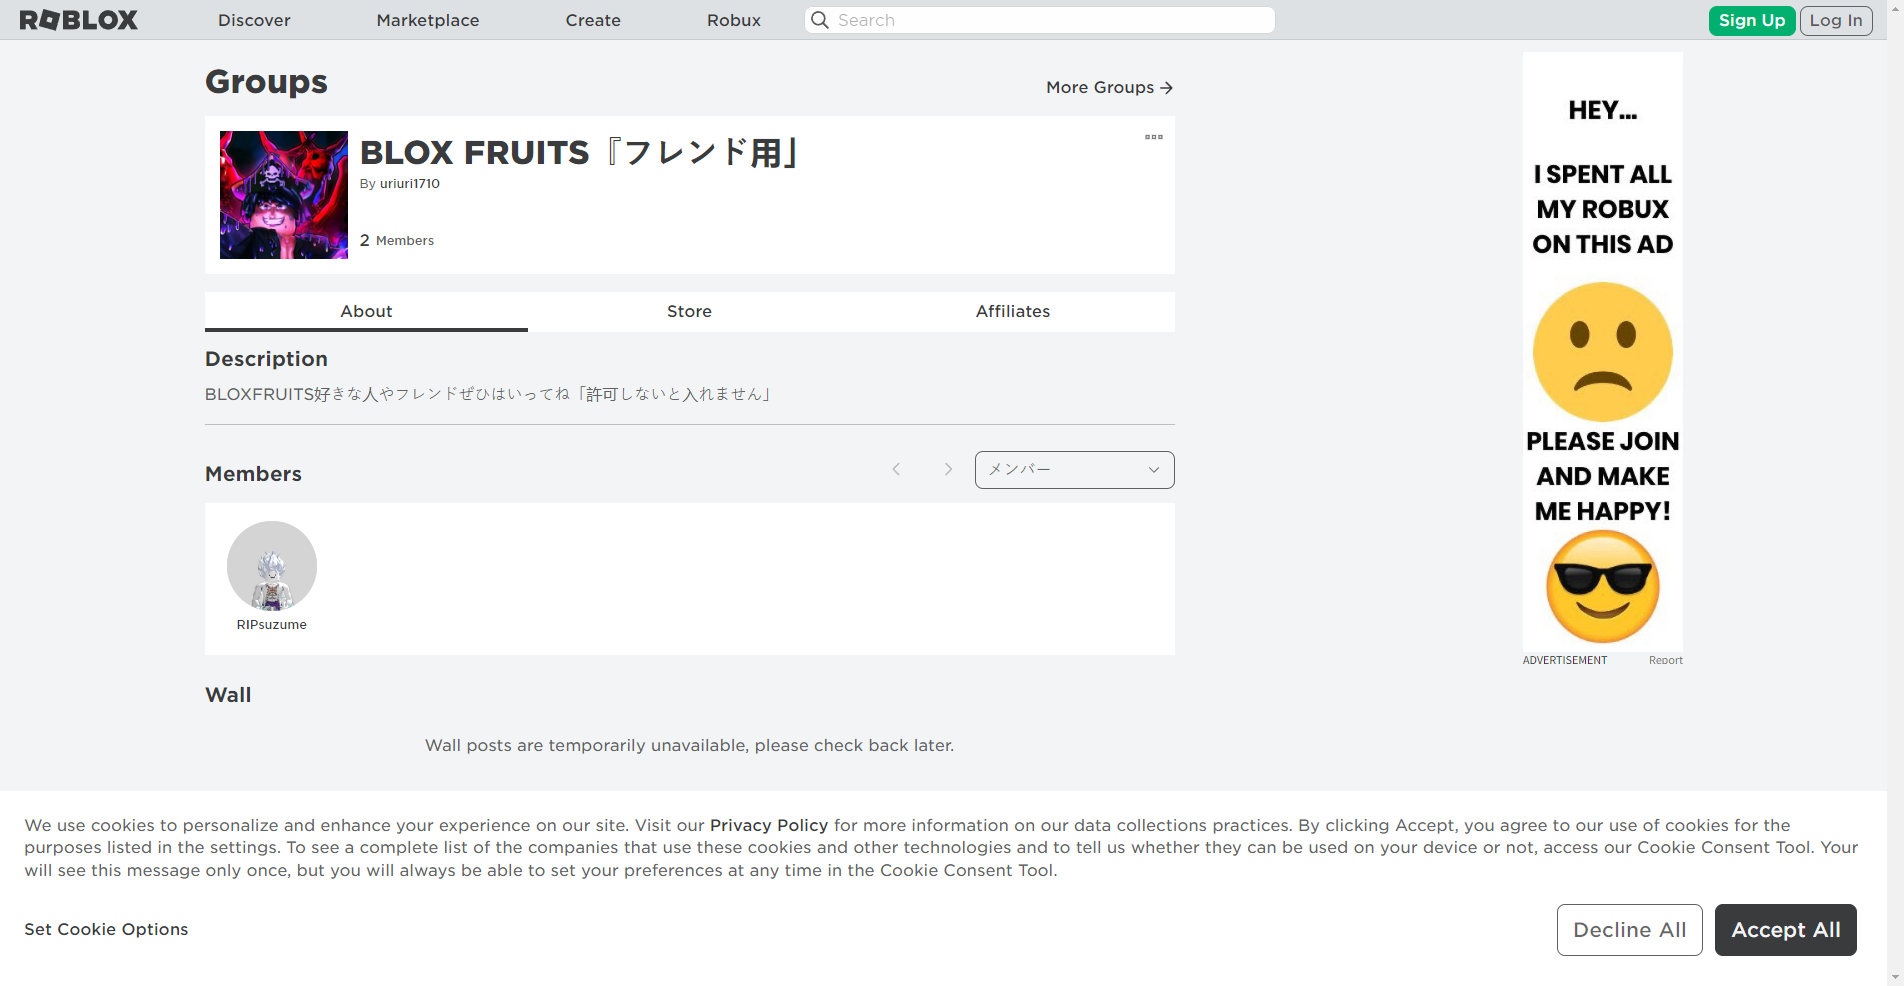 ROBLOX
Discover
Marketplace
Create
Robux
Search
Sign Up
Log In
Groups
More Groups
BLOX FRUITS『フレンド用」
By uriuri1710
2 Members
About
Store
Affiliates
Description
BLOXFRUITS好きな人やフレンドぜひはいってね「許可しないと入れません」
Members
メンバー
RIPsuzume
Wall
Wall posts are temporarily unavailable, please check back later.
HEY...
I SPENT ALL
MY ROBUX
ON THIS AD
PLEASE JOIN
AND MAKE
ME HAPPY!
ADVERTISEMENT
Report
We use cookies to personalize and enhance your experience on our site. Visit our Privacy Policy for more information on our data collections practices. By clicking Accept, you agree to our use of cookies for the
purposes listed in the settings. To see a complete list of the companies that use these cookies and other technologies and to tell us whether they can be used on your device or not, access our Cookie Consent Tool. Your
will see this message only once, but you will always be able to set your preferences at any time in the Cookie Consent Tool.
Set Cookie Options
Decline All
Accept All